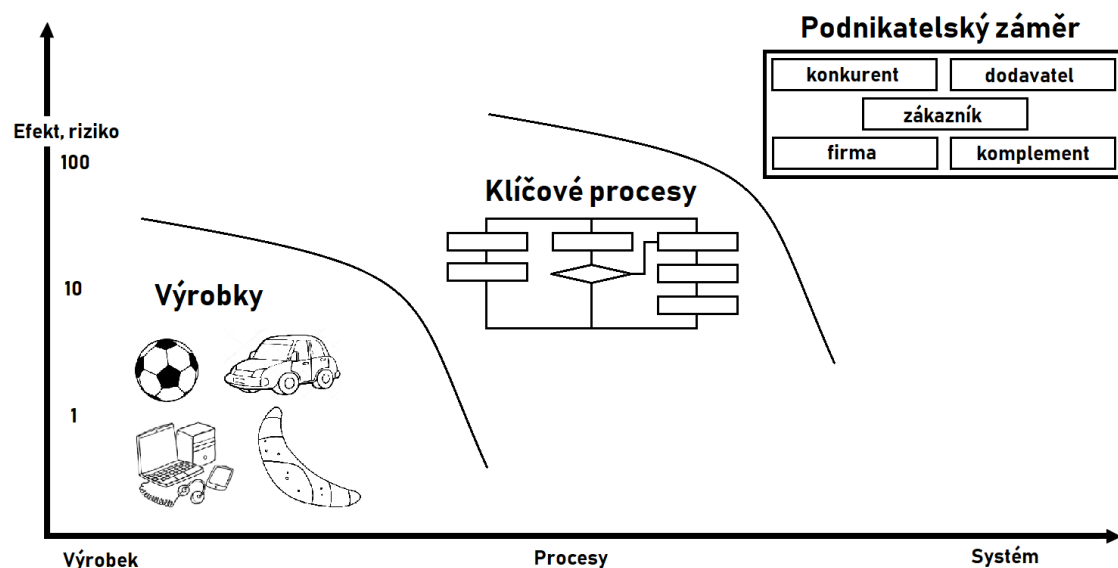 Podnikatelský záměr
konkurent
dodavatel
zákazník
firma
komplement
Efekt, riziko
100
10
1
Klíčové procesy
Výrobky
Výrobek
Procesy
Systém